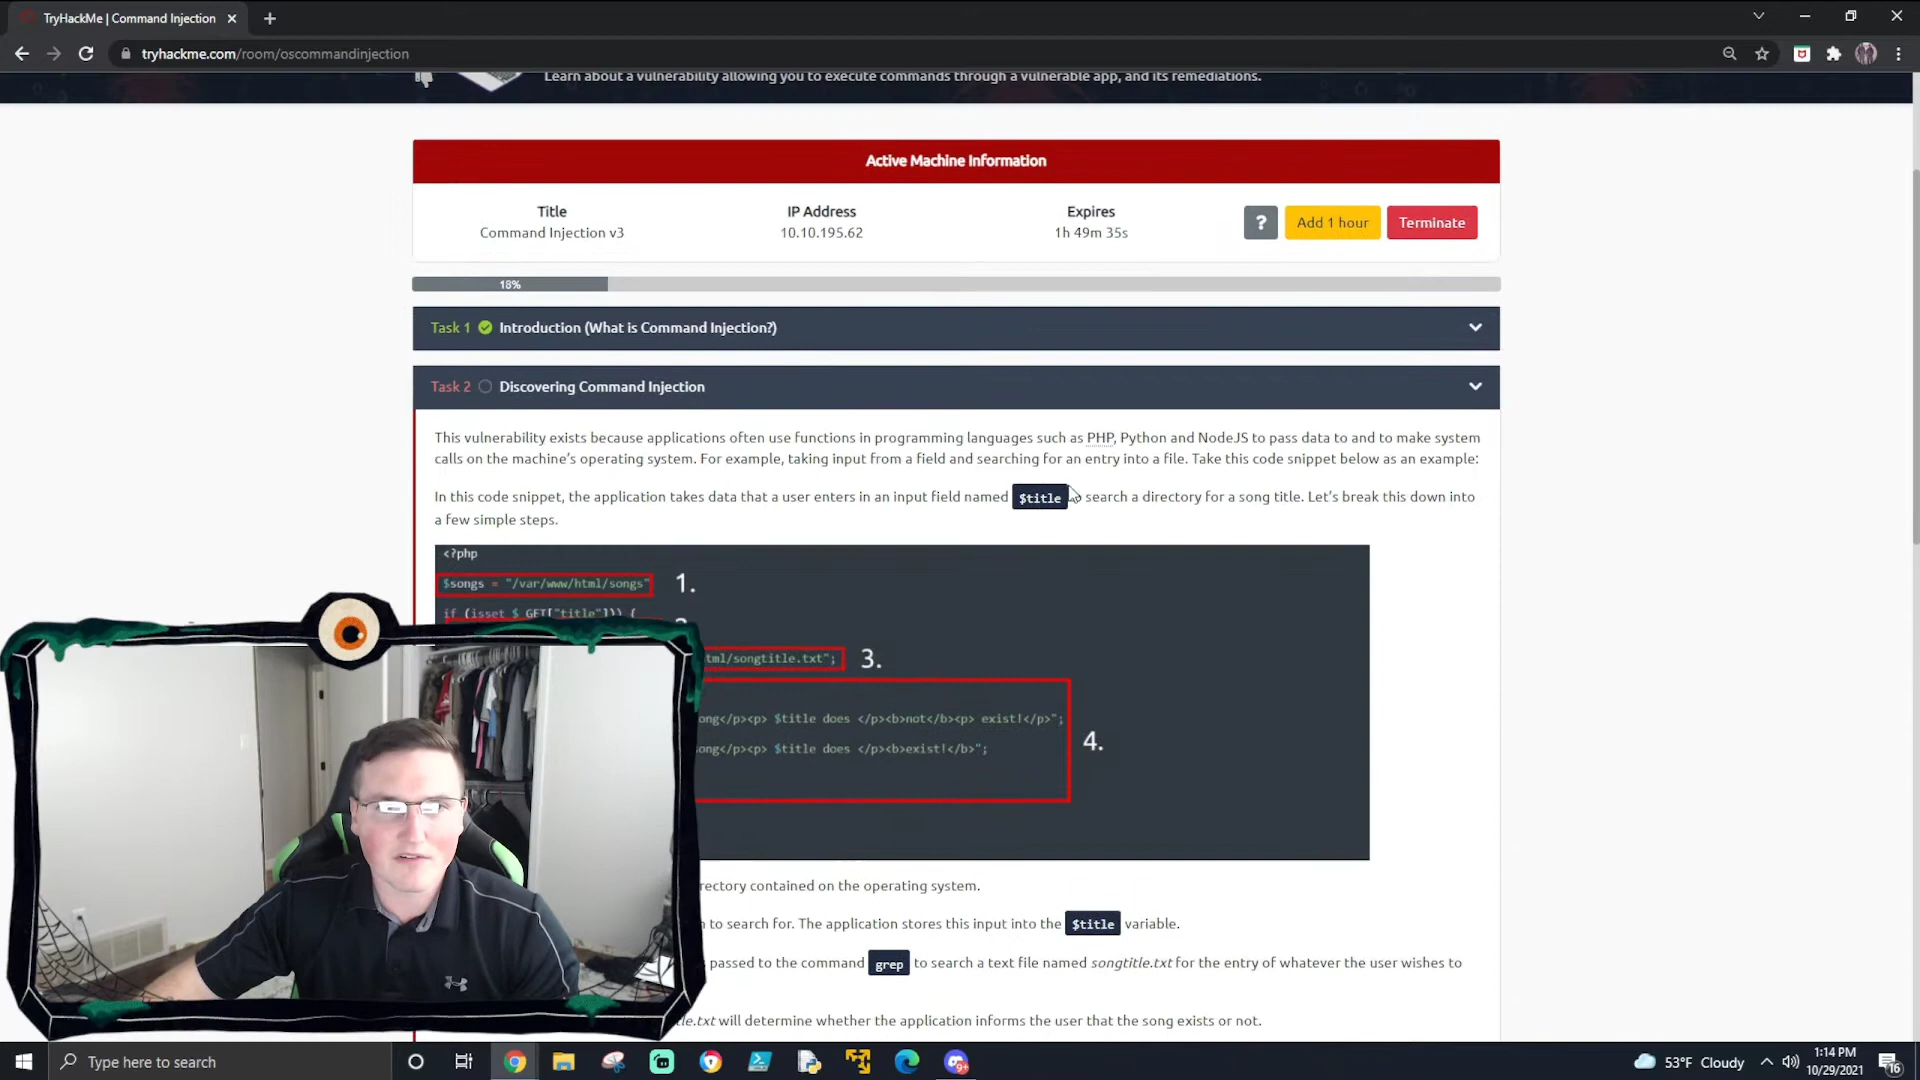 TryHackMe | Command Injection
tryhackme.com/room/oscommandinjection
Learn about a vulnerability allowing you to execute commands through a vulnerable app, and its remediations.
Active Machine Information
Title
IP Address
Expires
Command Injection v3
10.10.195.62
1h 49m 35s
?
Add 1 hour
Terminate
18%
Task 1 Introduction (What is Command Injection?)
Task 2 Discovering Command Injection
This vulnerability exists because applications often use functions in programming languages such as PHP, Python and NodeJS to pass data to and to make system
calls on the machine's operating system. For example, taking input from a field and searching for an entry into a file. Take this code snippet below as an example:
In this code snippet, the application takes data that a user enters in an input field named $title search a directory for a song title. Let's break this down into
a few simple steps.
<?php
$songs = "/var/www/html/songs" 1.
if (isset $_GET["title"])) {
tml/songtitle.txt"; 3.
ong</p><p> $title does </p><b>not</b><p> exist!</p>";
song</p><p> $title does </p><b>exist!</b>";
4.
rectory contained on the operating system.
to search for. The application stores this input into the $title variable.
passed to the command grep to search a text file named songtitle.txt for the entry of whatever the user wishes to
.txt will determine whether the application informs the user that the song exists or not.
Type here to search
9+
53°F Cloudy
1:14 PM
10/29/2021
16